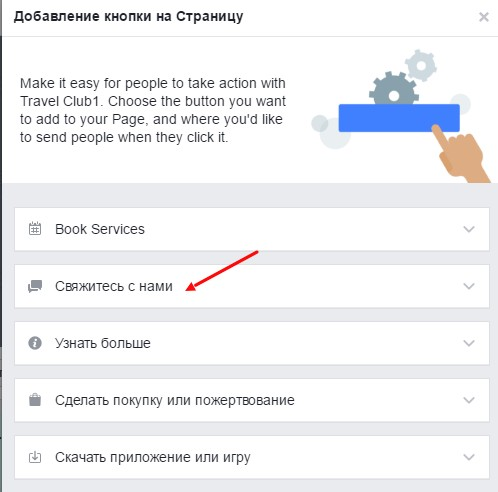 Добавление кнопки на Страницу
Make it easy for people to take action with
Travel Club1. Choose the button you want
to add to your Page, and where you'd like
to send people when they click it.
Book Services
Свяжитесь с нами
Узнать больше
Сделать покупку или пожертвование
Скачать приложение или игру